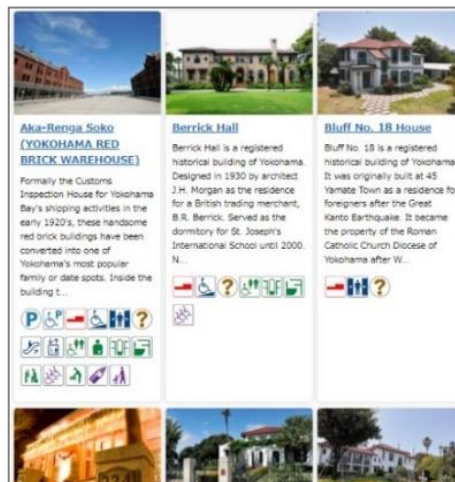 Aka-Renga Soko
(YOKOHAMA RED
BRICK WAREHOUSE)
Formally the Customs
Inspection House for Yokohama
Bay's shipping activities in the
early 1920's, these handsome
red brick buildings have been
converted into one of
Yokohama's most popular
family or date spots. Inside the
building t...
P
P
?
Berrick Hall
Berrick Hall is a registered
historical building of Yokohama.
Designed in 1930 by architect
J.H. Morgan as the residence
for a British trading merchant,
B.R. Berrick. Served as the
dormitory for St. Joseph's
International School until 2000.
N...
?
Bluff No. 18 House
Bluff No. 18 is a registered
historical building of Yokohama.
It was originally built at 45
Yamate Town as a residence for
foreigners after the Great
Kanto Earthquake. It became
the property of the Roman
Catholic Church Diocese of
Yokohama after W...
?